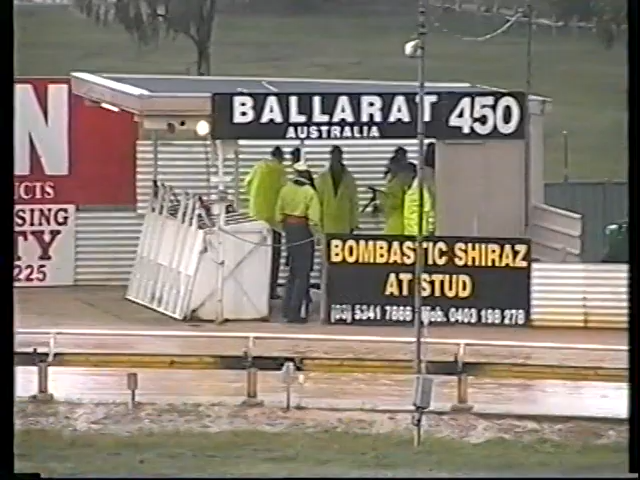 BALLARAT 450
AUSTRALIA
N
CTS
SING
TY
225
BOMBASTIC SHIRAZ
AT STUD
(03) 5341 7866 Mob. 0403 198 278